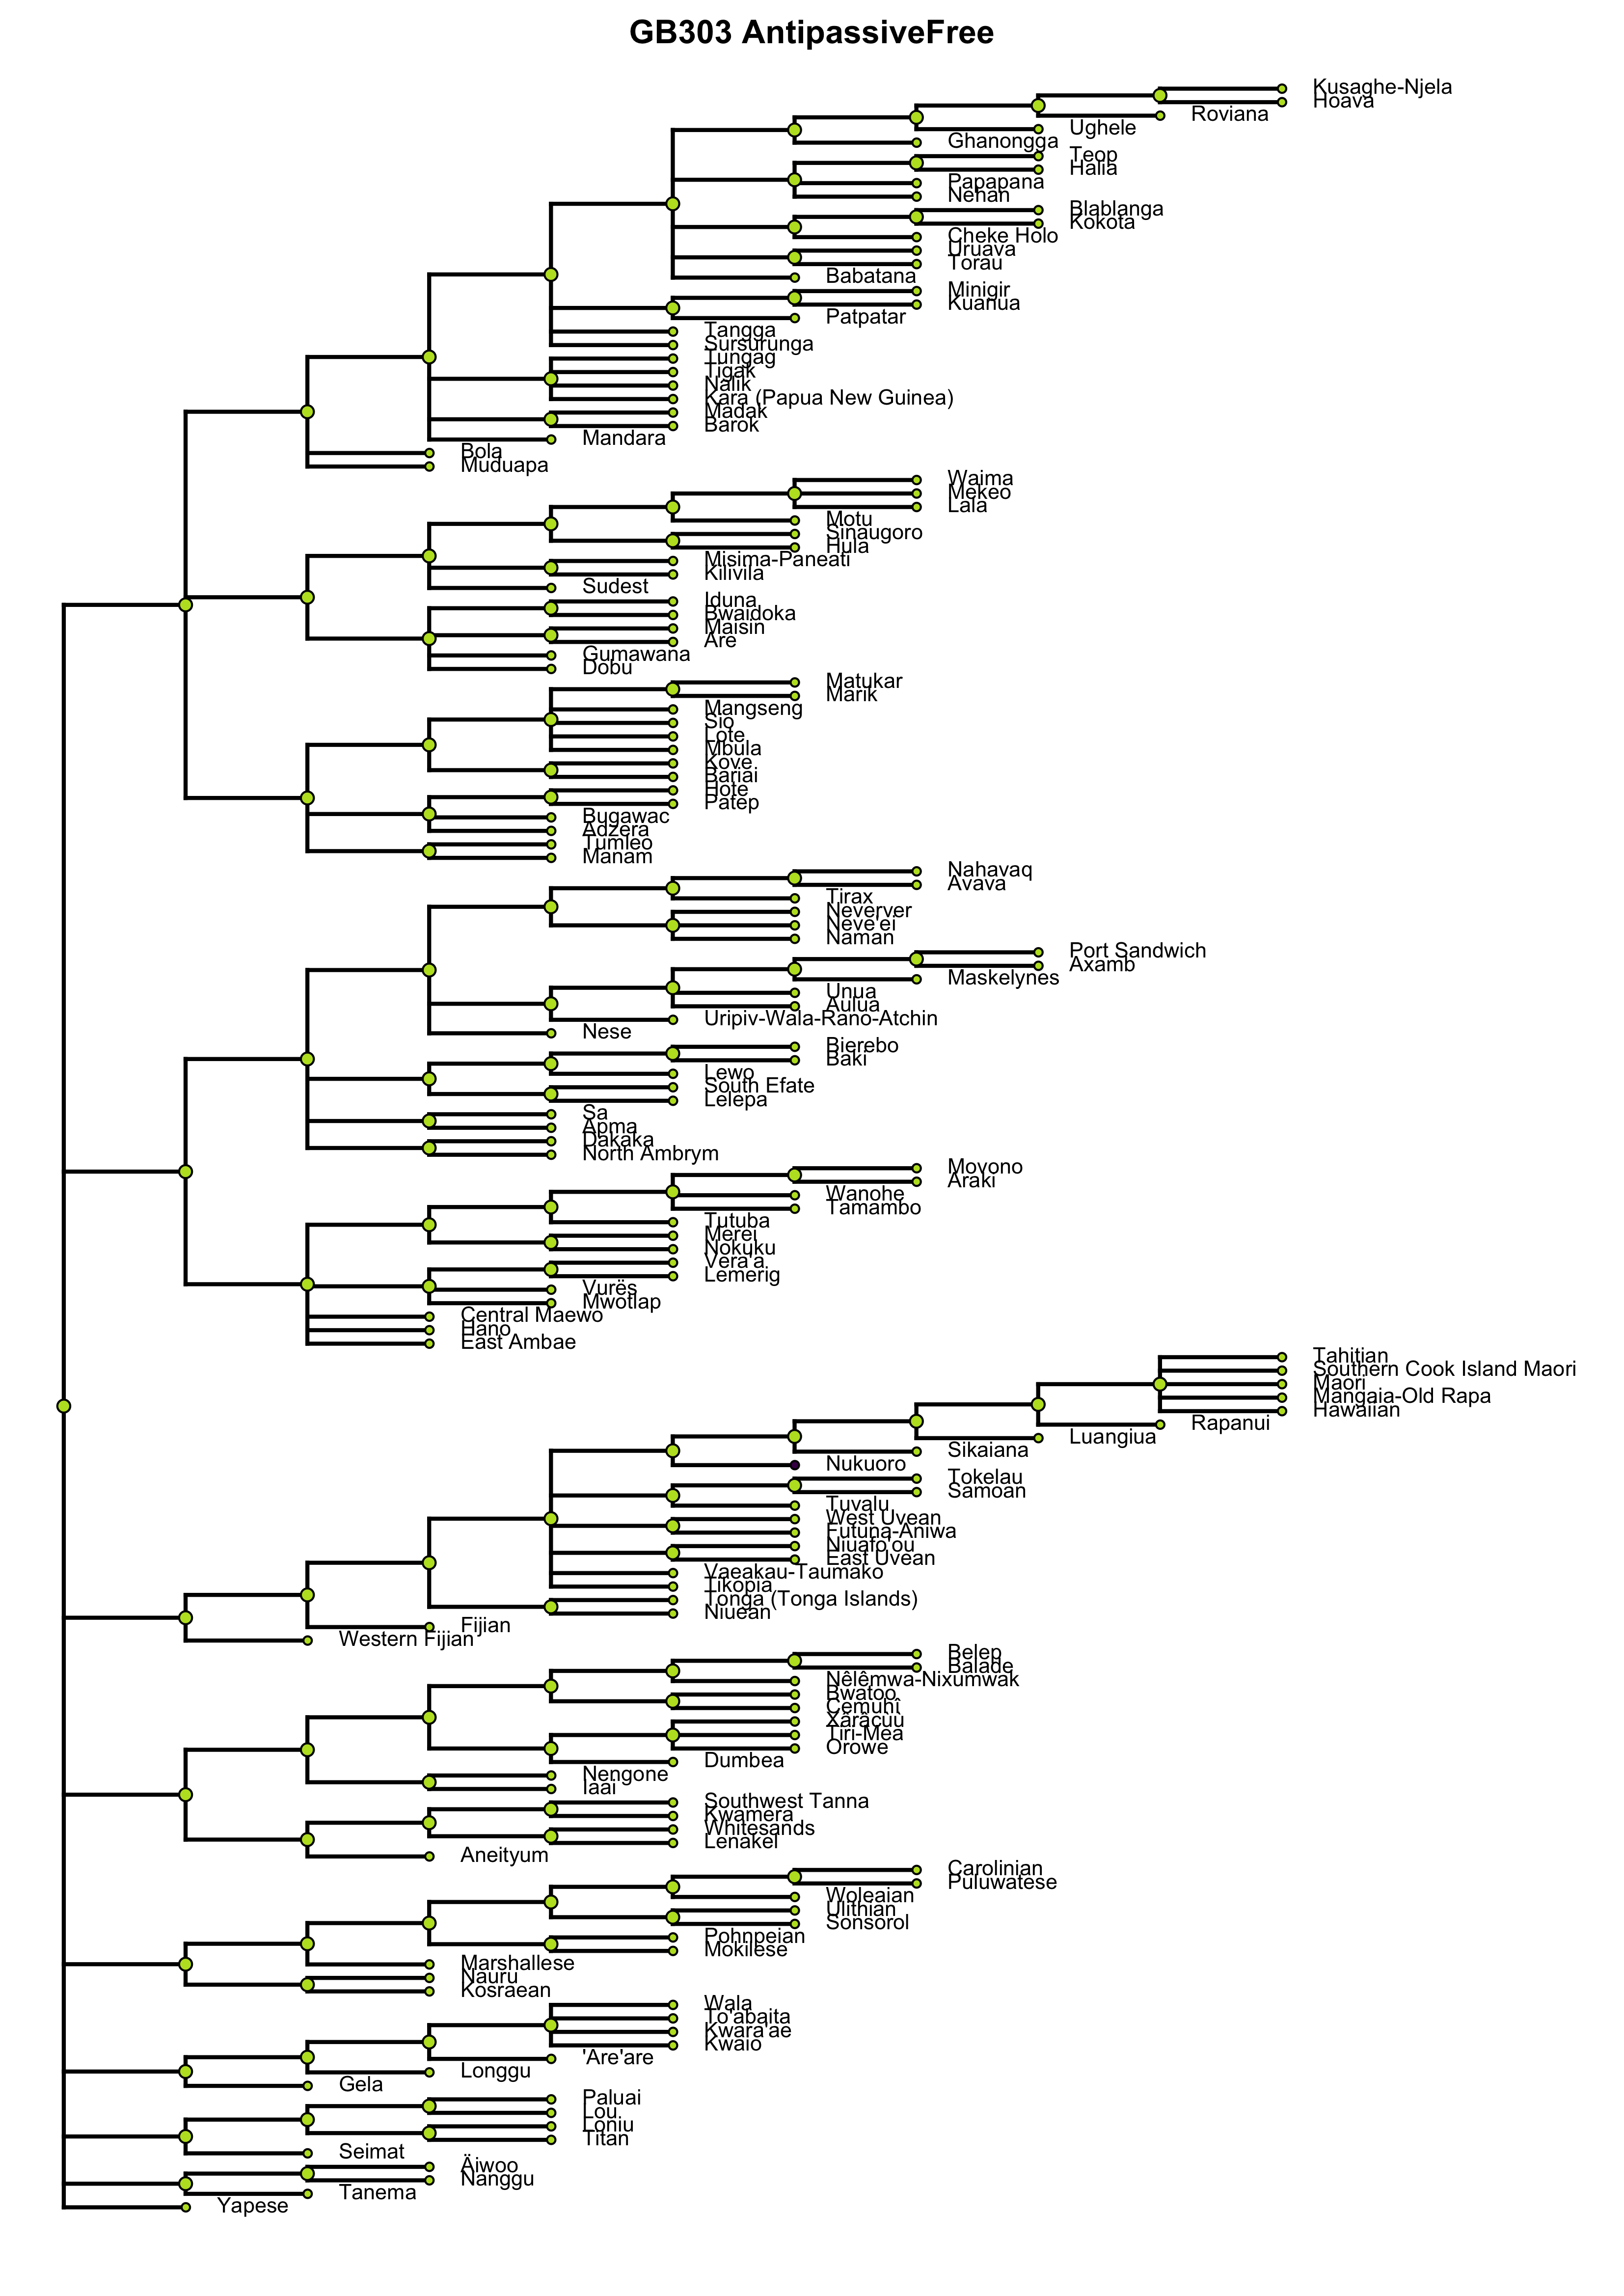 GB303 AntipassiveFree
Kusaghe-Njela
Hoava
Roviana
Ughele
Ghanongga
Teop
Halia
Papapana
Nehan
Blablanga
Kokota
Cheke Holo
Uruava
Torau
Babatana
Minigir
Kuanua
Patpatar
Tangga
Sursurunga
Tungag
Tigak
Nalik
Kara (Papua New Guinea)
Madak
Barok
Mandara
Bola
Muduapa
Waima
Mekeo
Lala
Motu
Sinaugoro
Hula
Misima-Paneati
Kilivila
Sudest
Iduna
Bwaidoka
Maisin
Are
Gumawana
Dobu
Matukar
Marik
Mangseng
Sio
Lote
Mbula
Kove
Bariai
Hote
Patep
Bugawac
Adzera
Tumleo
Manam
Nahavaq
Avava
Tirax
Neverver
Neve'ei
Naman
Port Sandwich
Axamb
Maskelynes
Unua
Aulua
Uripiv-Wala-Rano-Atchin
Nese
Bierebo
Baki
Lewo
South Efate
Lelepa
Sa
Apma
Dakaka
North Ambrym
Movono
Araki
Wanohe
Tamambo
Tutuba
Merei
Nokuku
Vera'a
Lemerig
Vurës
Mwotlap
Central Maewo
Hano
East Ambae
Tahitian
Southern Cook Island Maori
Maori
Mangaia-Old Rapa
Hawaiian
Rapanui
Luangiua
Sikaiana
Nukuoro
Tokelau
Samoan
Tuvalu
West Uvean
Futuna-Aniwa
Niuafo'ou
East Uvean
Vaeakau-Taumako
Tikopia
Tonga (Tonga Islands)
Niuean
Fijian
Western Fijian
Belep
Balade
Nêlêmwa-Nixumwak
Bwatoo
Cemuhî
Xârâcùù
Tiri-Mea
Orowe
Dumbea
Nengone
Iaai
Southwest Tanna
Kwamera
Whitesands
Lenakel
Aneityum
Carolinian
Puluwatese
Woleaian
Ulithian
Sonsorol
Pohnpeian
Mokilese
Marshallese
Nauru
Kosraean
Wala
To'abaita
Kwara'ae
Kwaio
'Are'are
Longgu
Gela
Paluai
Lou
Loniu
Titan
Seimat
Äiwoo
Nanggu
Tanema
Yapese